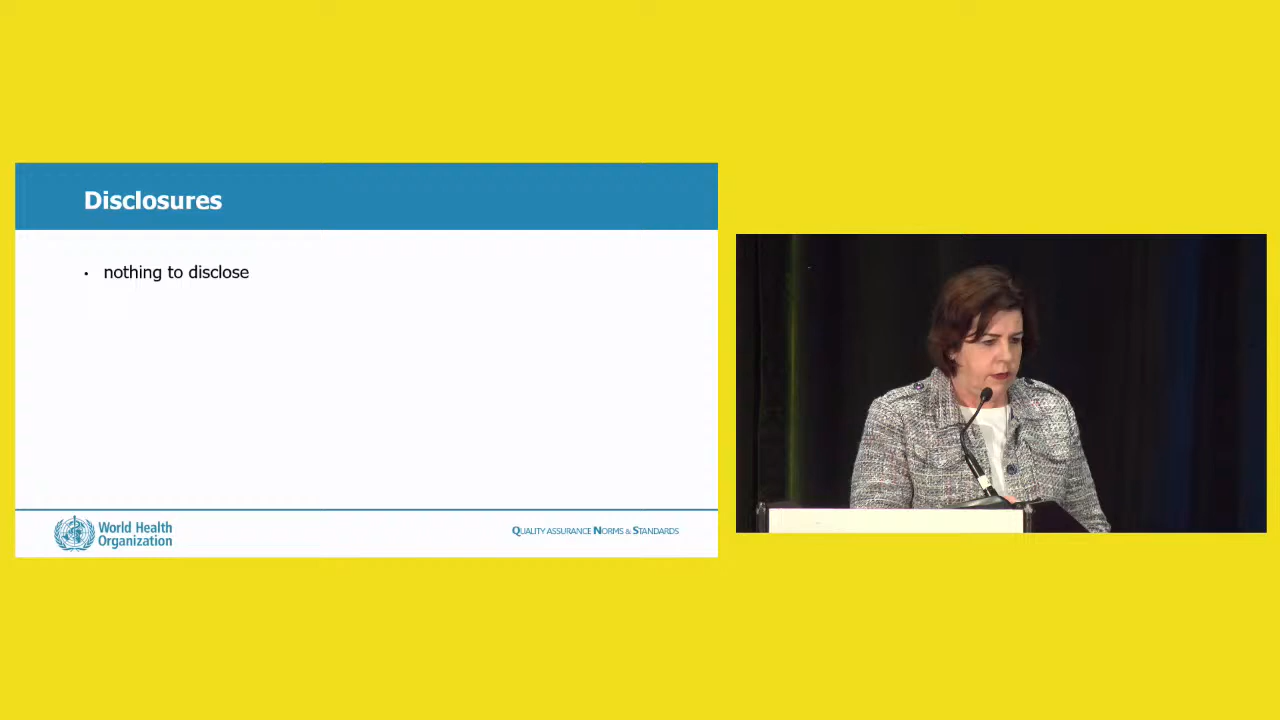 Disclosures
• nothing to disclose
World Health
Organization
QUALITY ASSURANCE NORMS & STANDARDS